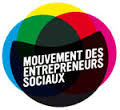 MOUVEMENT DES
ENTREPRENEURS
SOCIAUX